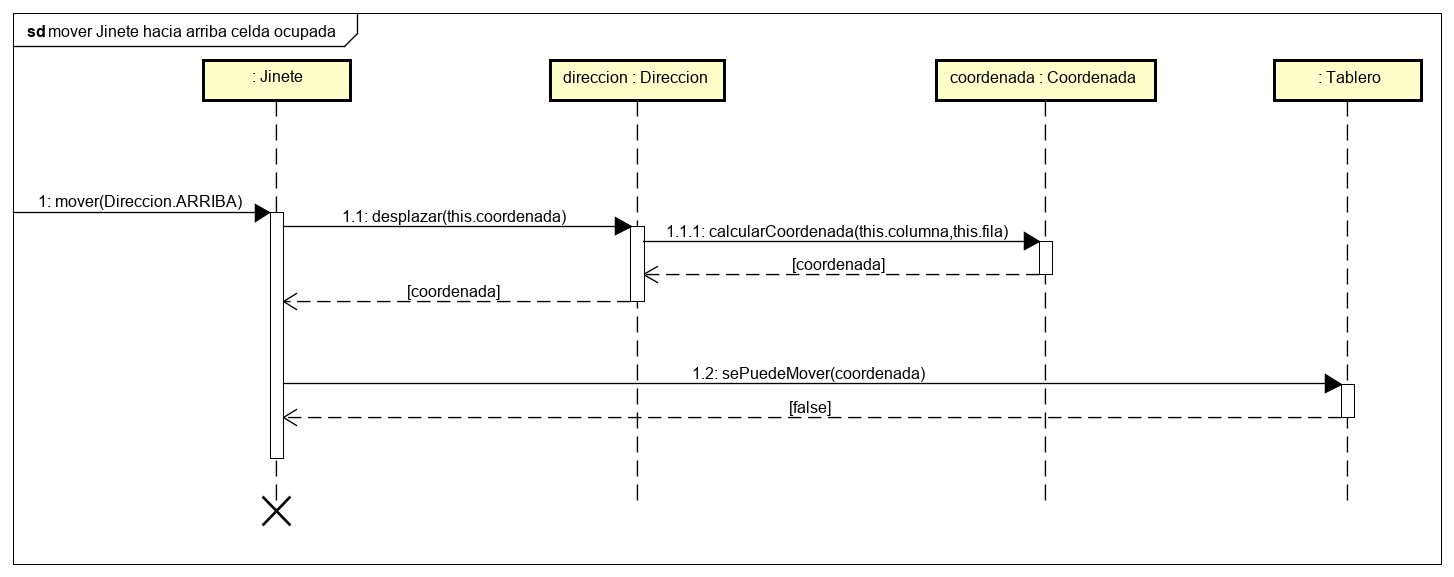 sd mover Jinete hacia arriba celda ocupada
: Jinete
direccion : Direccion
coordenada : Coordenada
: Tablero
1: mover(Direccion.ARRIBA)
1.1: desplazar(this.coordenada)
1.1.1: calcularCoordenada(this.columna,this.fila)
[coordenada]
[coordenada]
1.2: sePuedeMover(coordenada)
[false]